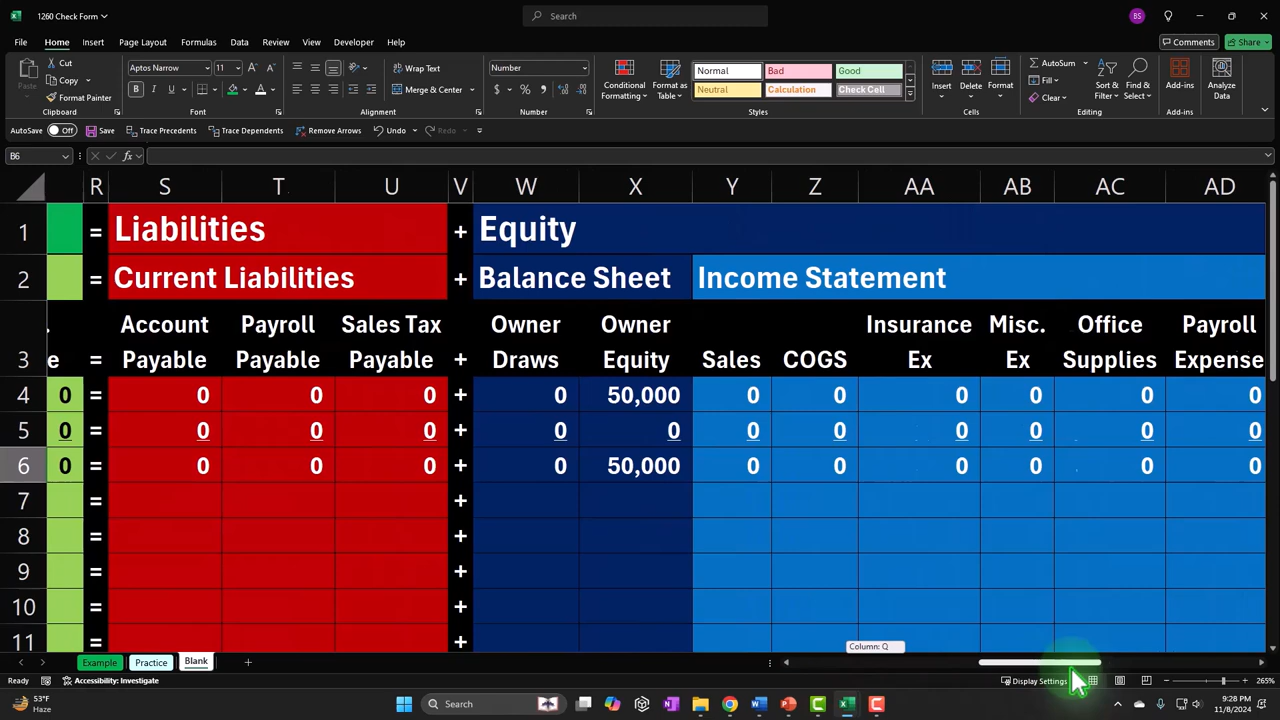 1260 Check Form
Search
BS
File Home Insert Page Layout Formulas Data Review View Developer Help
Comments Share
Cut
Copy
Paste
Format Painter
Clipboard
Aptos Narrow 11
B I U
Font
Wrap Text
Merge & Center
Alignment
Number
$ % ,
Number
Conditional Formatting
Format as Table
Normal Bad Good
Neutral Calculation Check Cell
Styles
Insert Delete Format
Cells
AutoSum
Fill
Clear
Sort & Filter
Find & Select
Editing
Add-ins
Add-ins
Analyze Data
AutoSave Off Save Trace Precedents Trace Dependents Remove Arrows Undo Redo
B6 fx
R S T U V W X Y Z AA AB AC AD
1 = Liabilities + Equity
2 = Current Liabilities + Balance Sheet Income Statement
. Account Payroll Sales Tax Owner Owner Insurance Misc. Office Payroll
3 e = Payable Payable Payable + Draws Equity Sales COGS Ex Ex Supplies Expense
4 0 = 0 0 0 + 0 50,000 0 0 0 0 0 0
5 0 = 0 0 0 + 0 0 0 0 0 0 0 0
6 0 = 0 0 0 + 0 50,000 0 0 0 0 0 0
7 = +
8 = +
9 = +
10 = +
11 = +
Column: Q
Example Practice Blank +
Ready Accessibility: Investigate
Display Settings
265%
53°F
Haze
Search
9:28 PM
11/8/2024